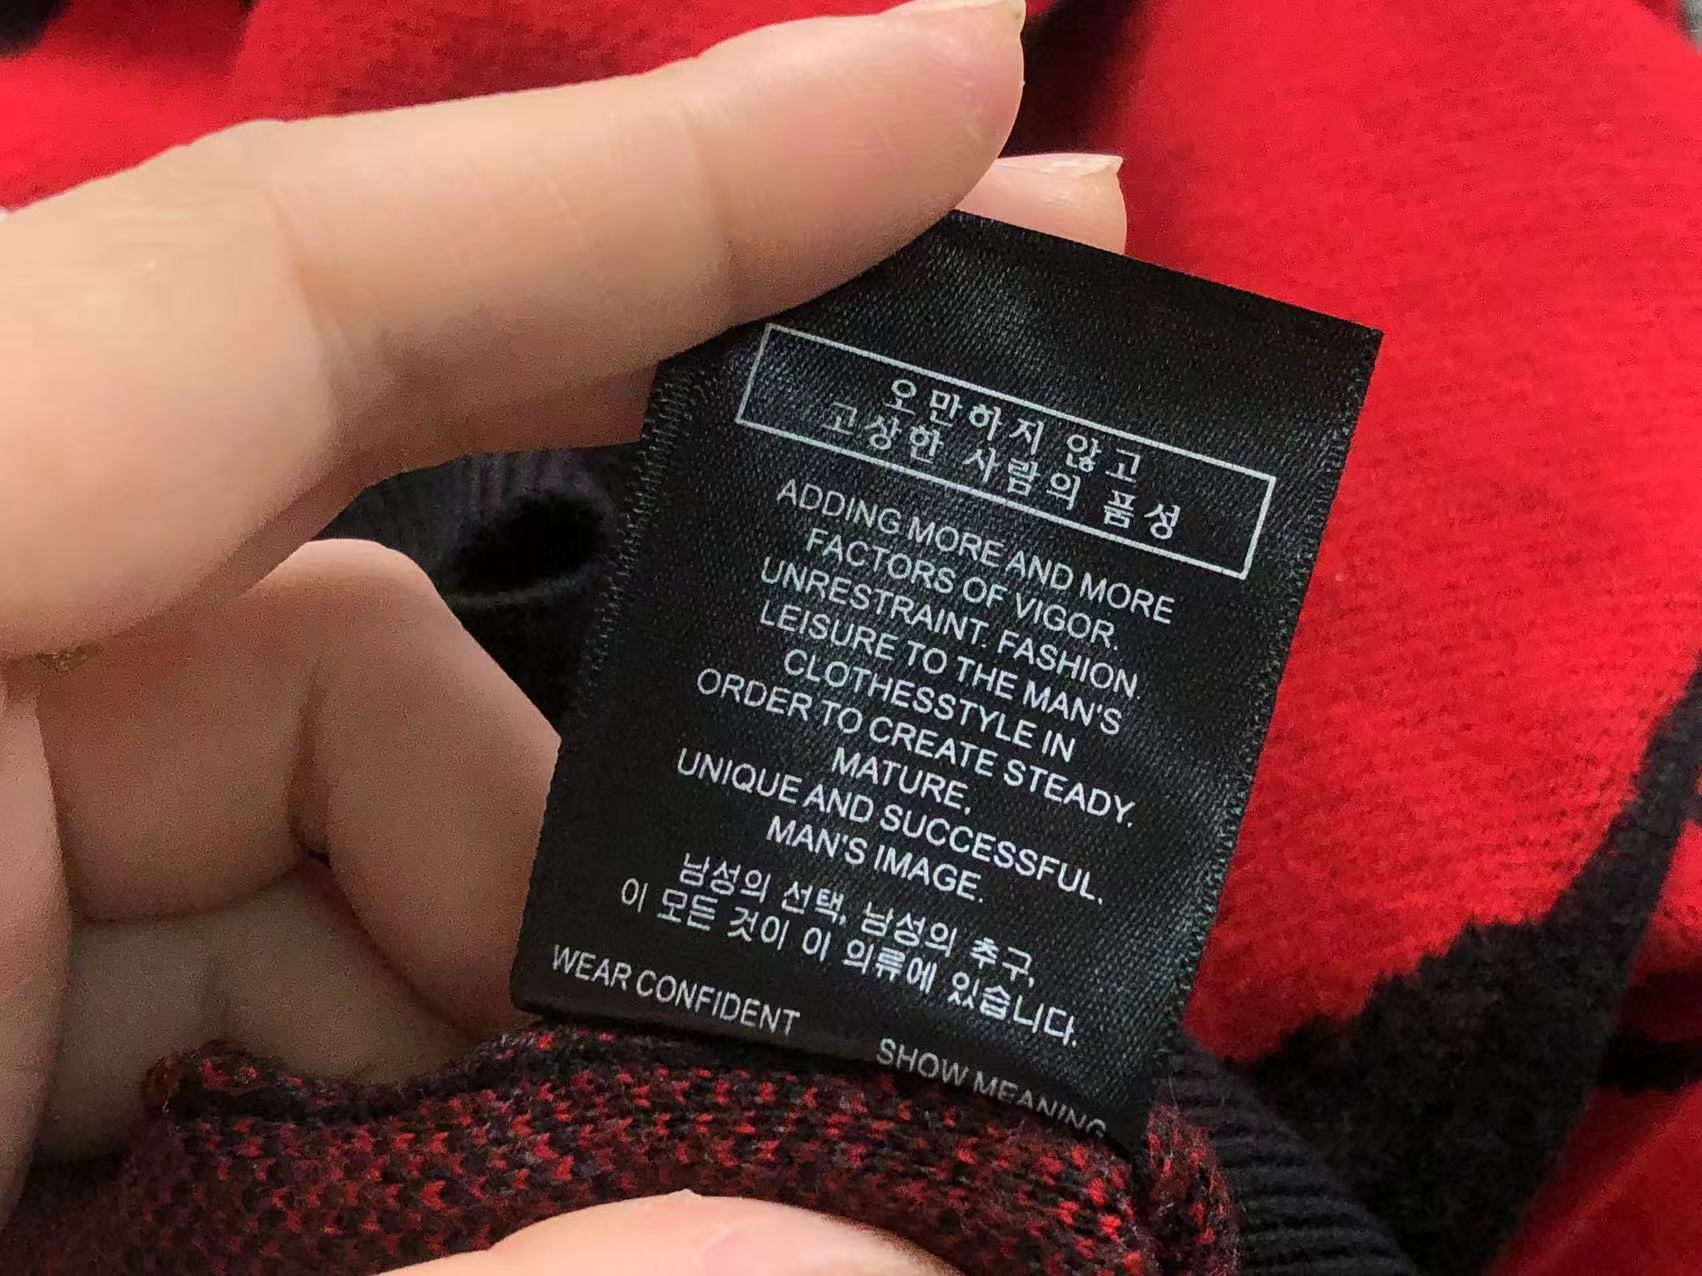 오만하지 않고
고상한 사람의 품성
ADDING MORE AND MORE
FACTORS OF VIGOR.
UNRESTRAINT. FASHION.
LEISURE TO THE MAN'S
CLOTHESSTYLE IN
ORDER TO CREATE STEADY.
MATURE,
UNIQUE AND SUCCESSFUL.
MAN'S IMAGE.
남성의 선택, 남성의 추구,
이 모든 것이 이 의류에 있습니다.
WEAR CONFIDENT
SHOW MEANING